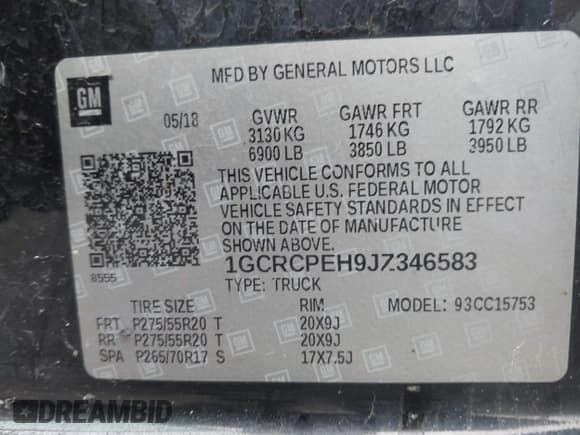 GM
MFD BY GENERAL MOTORS LLC
05/18 GVWR GAWR FRT GAWR RR
3130 KG 1746 KG 1792 KG
6900 LB 3850 LB 3950 LB
THIS VEHICLE CONFORMS TO ALL
APPLICABLE U.S. FEDERAL MOTOR
VEHICLE SAFETY STANDARDS IN EFFECT
ON THE DATE OF MANUFACTURE
SHOWN ABOVE.
8555
1GCRCPEH9JZ346583
TYPE: TRUCK
TIRE SIZE RIM MODEL: 93CC15753
FRT P275/55R20 T 20X9J
RR P275/55R20 T 20X9J
SPA P265/70R17 S 17X7.5J
DREAMBID